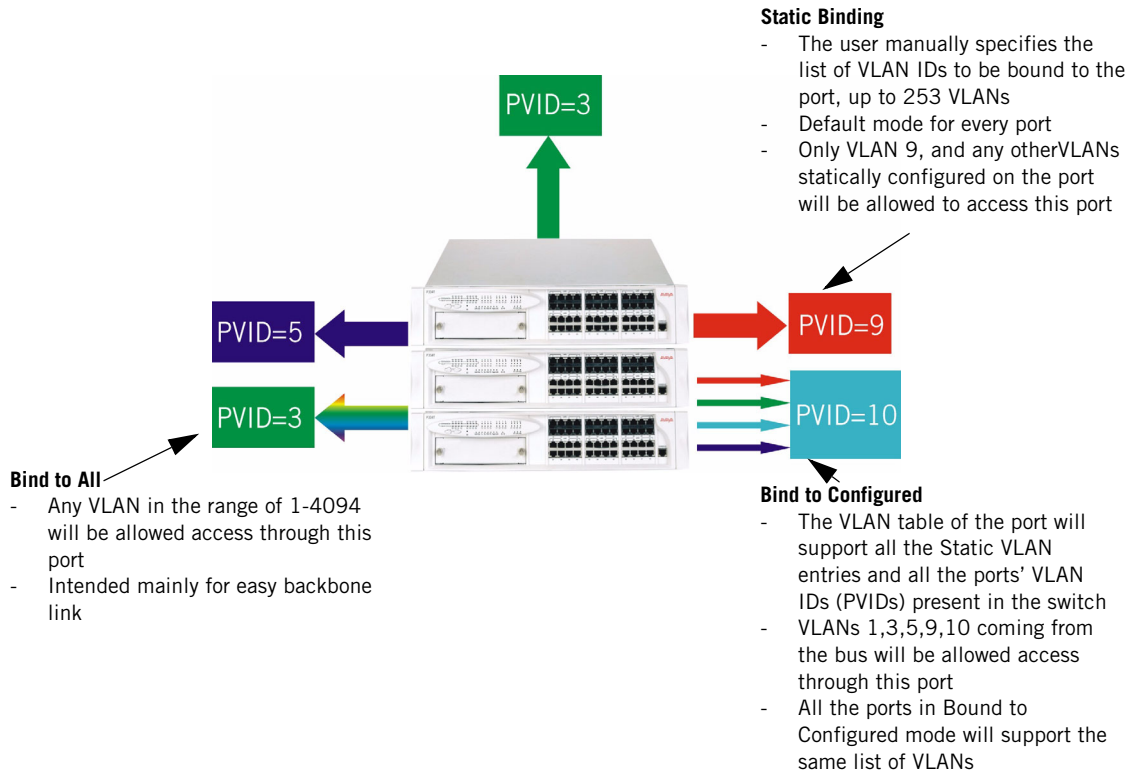 Static Binding
- The user manually specifies the
list of VLAN IDs to be bound to the
port, up to 253 VLANs
- Default mode for every port
- Only VLAN 9, and any otherVLANs
statically configured on the port
will be allowed to access this port
PVID=3
PVID=5
PVID=9
PVID=3
PVID=10
Bind to All
- Any VLAN in the range of 1-4094
will be allowed access through this
port
- Intended mainly for easy backbone
link
Bind to Configured
- The VLAN table of the port will
support all the Static VLAN
entries and all the ports’ VLAN
IDs (PVIDs) present in the switch
- VLANs 1,3,5,9,10 coming from
the bus will be allowed access
through this port
- All the ports in Bound to
Configured mode will support the
same list of VLANs